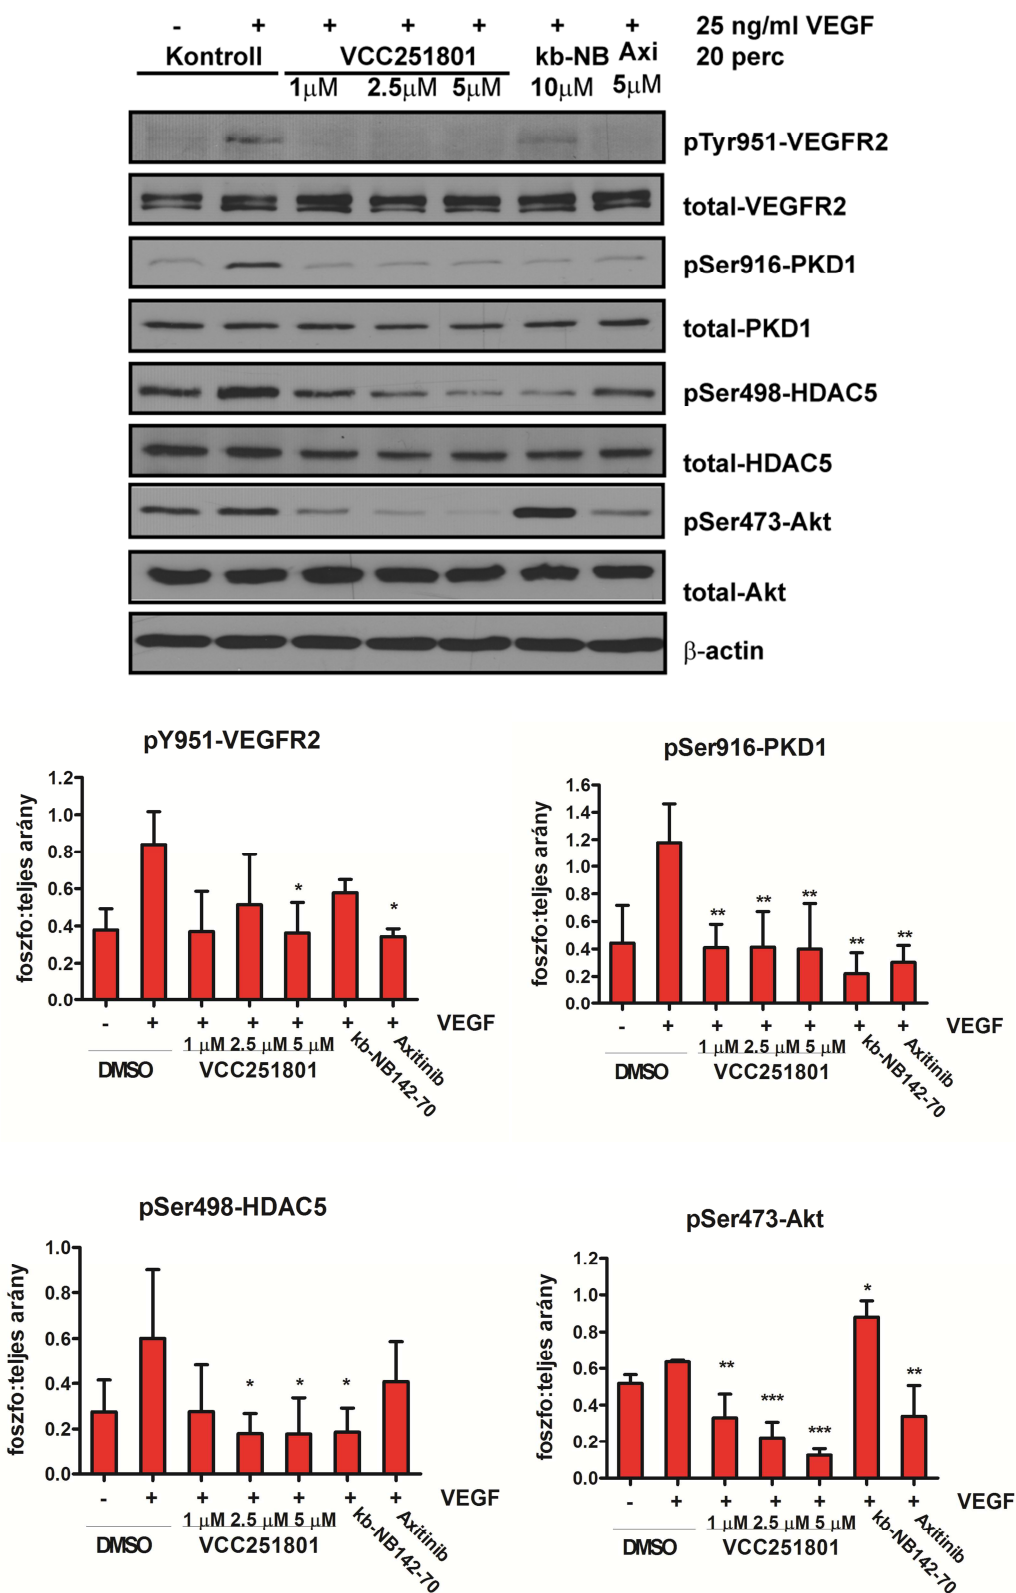 - + + + + + + 25 ng/ml VEGF
Kontroll VCC251801 kb-NB Axi 20 perc
1μM 2.5μM 5μM 10μM 5μM
pTyr951-VEGFR2
total-VEGFR2
pSer916-PKD1
total-PKD1
pSer498-HDAC5
total-HDAC5
pSer473-Akt
total-Akt
β-actin
pY951-VEGFR2
foszfo:teljes arány
1.2
1.0
0.8
0.6
0.4
0.2
0.0
* *
- + + + + + + VEGF
1 μM 2.5 μM 5 μM
DMSO VCC251801 kb-NB142-70 Axitinib
pSer916-PKD1
foszfo:teljes arány
1.6
1.4
1.2
1.0
0.8
0.6
0.4
0.2
0.0
** ** ** ** **
- + + + + + + VEGF
1 μM 2.5 μM 5 μM
DMSO VCC251801 kb-NB142-70 Axitinib
pSer498-HDAC5
foszfo:teljes arány
1.0
0.8
0.6
0.4
0.2
0.0
* * *
- + + + + + + VEGF
1 μM 2.5 μM 5 μM
DMSO VCC251801 kb-NB142-70 Axitinib
pSer473-Akt
foszfo:teljes arány
1.2
1.0
0.8
0.6
0.4
0.2
0.0
** *** *** * **
- + + + + + + VEGF
1 μM 2.5 μM 5 μM
DMSO VCC251801 kb-NB142-70 Axitinib